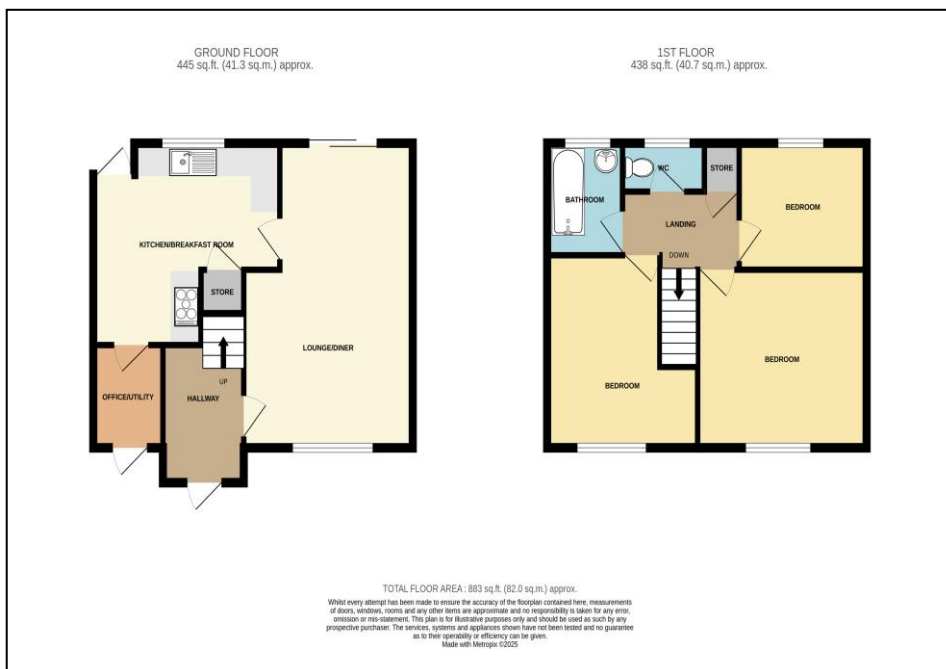 GROUND FLOOR
445 sq.ft. (41.3 sq.m.) approx.
1ST FLOOR
438 sq.ft. (40.7 sq.m.) approx.
KITCHEN/BREAKFAST ROOM
STORE
LOUNGE/DINER
UP
OFFICE/UTILITY
HALLWAY
BATHROOM
WC
STORE
BEDROOM
LANDING
DOWN
BEDROOM
BEDROOM
TOTAL FLOOR AREA : 883 sq.ft. (82.0 sq.m.) approx.
Whilst every attempt has been made to ensure the accuracy of the floorplan contained here, measurements
of doors, windows, rooms and any other items are approximate and no responsibility is taken for any error,
omission or mis-statement. This plan is for illustrative purposes only and should be used as such by any
prospective purchaser. The services, systems and appliances shown have not been tested and no guarantee
as to their operability or efficiency can be given.
Made with Metropix ©2025